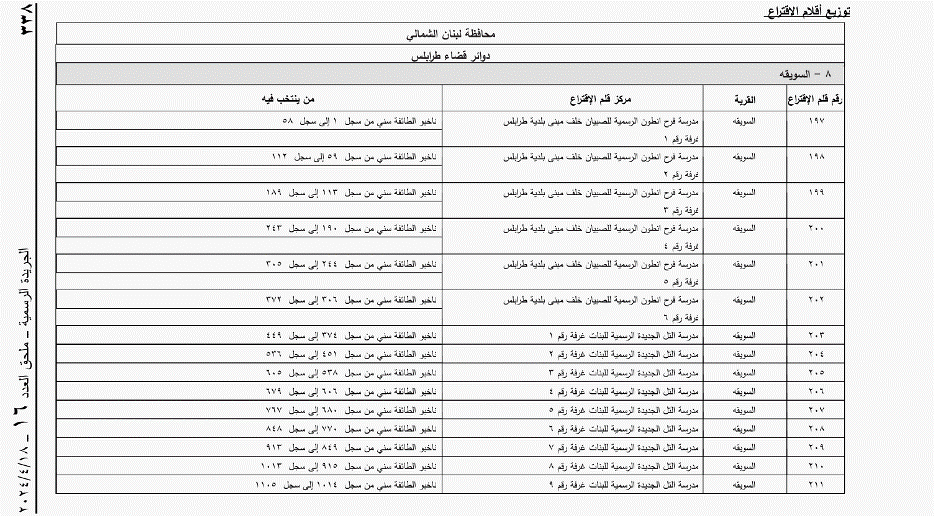 توزيع أقلام الاقتراع
محافظة لبنان الشمالي
دوائر قضاء طرابلس
٨ - السويقه
رقم قلم الإقتراع القرية مركز قلم الإقتراع من ينتخب فيه
١٩٧ السويقه مدرسة فرح انطون الرسمية للصبيان خلف مبنى بلدية طرابلس ناخبو الطائفة سني من سجل ١ إلى سجل ٥٨
غرفة رقم ١
١٩٨ السويقه مدرسة فرح انطون الرسمية للصبيان خلف مبنى بلدية طرابلس ناخبو الطائفة سني من سجل ٥٩ إلى سجل ١١٢
غرفة رقم ٢
١٩٩ السويقه مدرسة فرح انطون الرسمية للصبيان خلف مبنى بلدية طرابلس ناخبو الطائفة سني من سجل ١١٣ إلى سجل ١٨٩
غرفة رقم ٣
٢٠٠ السويقه مدرسة فرح انطون الرسمية للصبيان خلف مبنى بلدية طرابلس ناخبو الطائفة سني من سجل ١٩٠ إلى سجل ٢٤٣
غرفة رقم ٤
٢٠١ السويقه مدرسة فرح انطون الرسمية للصبيان خلف مبنى بلدية طرابلس ناخبو الطائفة سني من سجل ٢٤٤ إلى سجل ٣٠٥
غرفة رقم ٥
٢٠٢ السويقه مدرسة فرح انطون الرسمية للصبيان خلف مبنى بلدية طرابلس ناخبو الطائفة سني من سجل ٣٠٦ إلى سجل ٣٧٢
غرفة رقم ٦
٢٠٣ السويقه مدرسة التل الجديدة الرسمية للبنات غرفة رقم ١ ناخبو الطائفة سني من سجل ٣٧٤ إلى سجل ٤٤٩
٢٠٤ السويقه مدرسة التل الجديدة الرسمية للبنات غرفة رقم ٢ ناخبو الطائفة سني من سجل ٤٥١ إلى سجل ٥٣٦
٢٠٥ السويقه مدرسة التل الجديدة الرسمية للبنات غرفة رقم ٣ ناخبو الطائفة سني من سجل ٥٣٨ إلى سجل ٦٠٥
٢٠٦ السويقه مدرسة التل الجديدة الرسمية للبنات غرفة رقم ٤ ناخبو الطائفة سني من سجل ٦٠٦ إلى سجل ٦٧٩
٢٠٧ السويقه مدرسة التل الجديدة الرسمية للبنات غرفة رقم ٥ ناخبو الطائفة سني من سجل ٦٨٠ إلى سجل ٧٦٧
٢٠٨ السويقه مدرسة التل الجديدة الرسمية للبنات غرفة رقم ٦ ناخبو الطائفة سني من سجل ٧٧٠ إلى سجل ٨٤٨
٢٠٩ السويقه مدرسة التل الجديدة الرسمية للبنات غرفة رقم ٧ ناخبو الطائفة سني من سجل ٨٤٩ إلى سجل ٩١٣
٢١٠ السويقه مدرسة التل الجديدة الرسمية للبنات غرفة رقم ٨ ناخبو الطائفة سني من سجل ٩١٥ إلى سجل ١٠١٣
٢١١ السويقه مدرسة التل الجديدة الرسمية للبنات غرفة رقم ٩ ناخبو الطائفة سني من سجل ١٠١٤ إلى سجل ١١٠٥
٣٣٨
الجريدة الرسمية – ملحق العدد ١٦ – ٢٠٢٤/٤/١٨